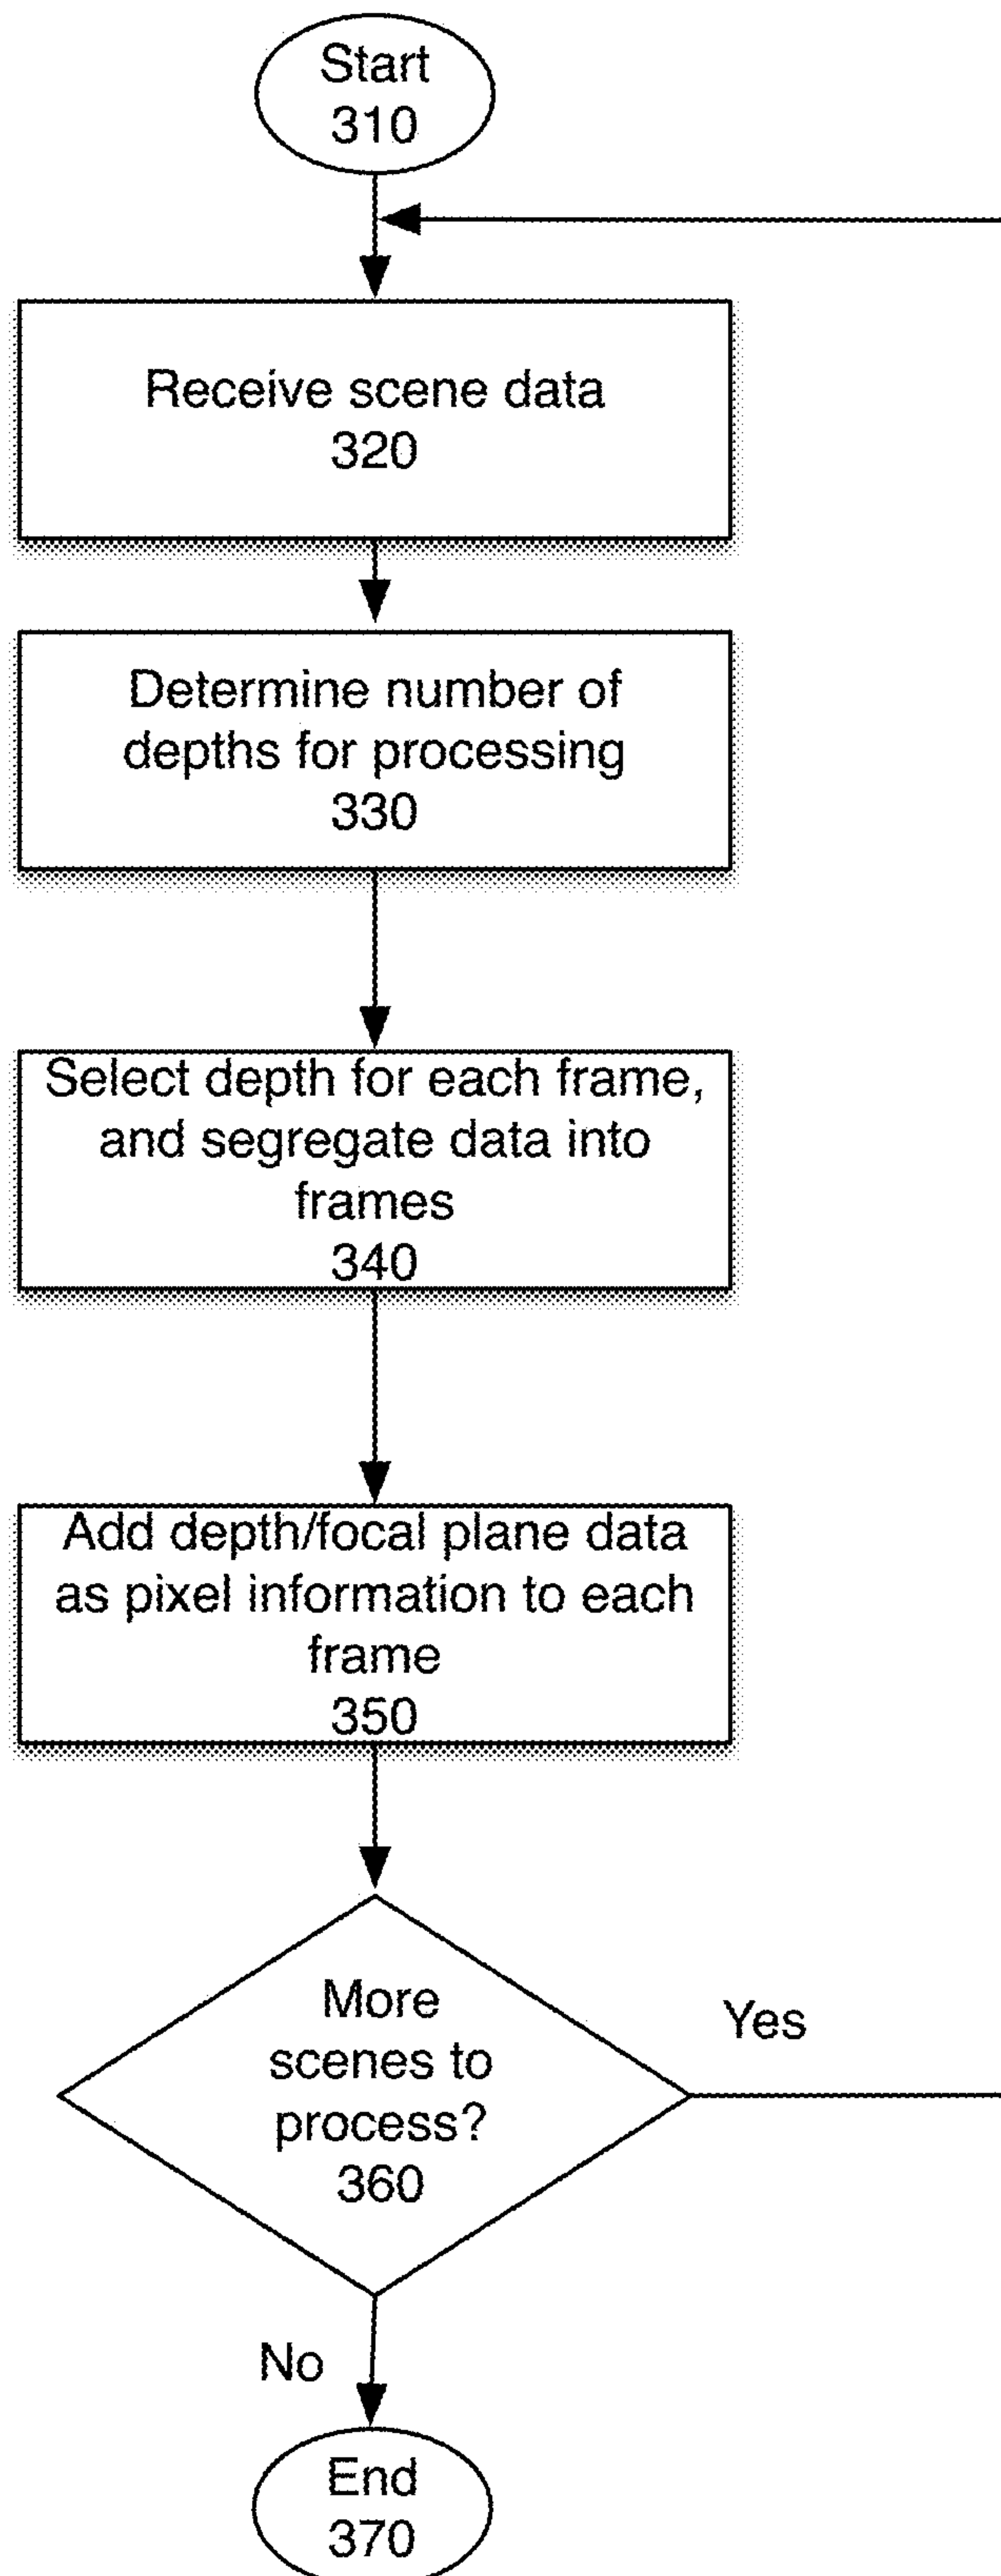 Start
310
Receive scene data
320
Determine number of
depths for processing
330
Select depth for each frame,
and segregate data into
frames
340
Add depth/focal plane data
as pixel information to each
frame
350
More
scenes to
process?
360
Yes
No
End
370